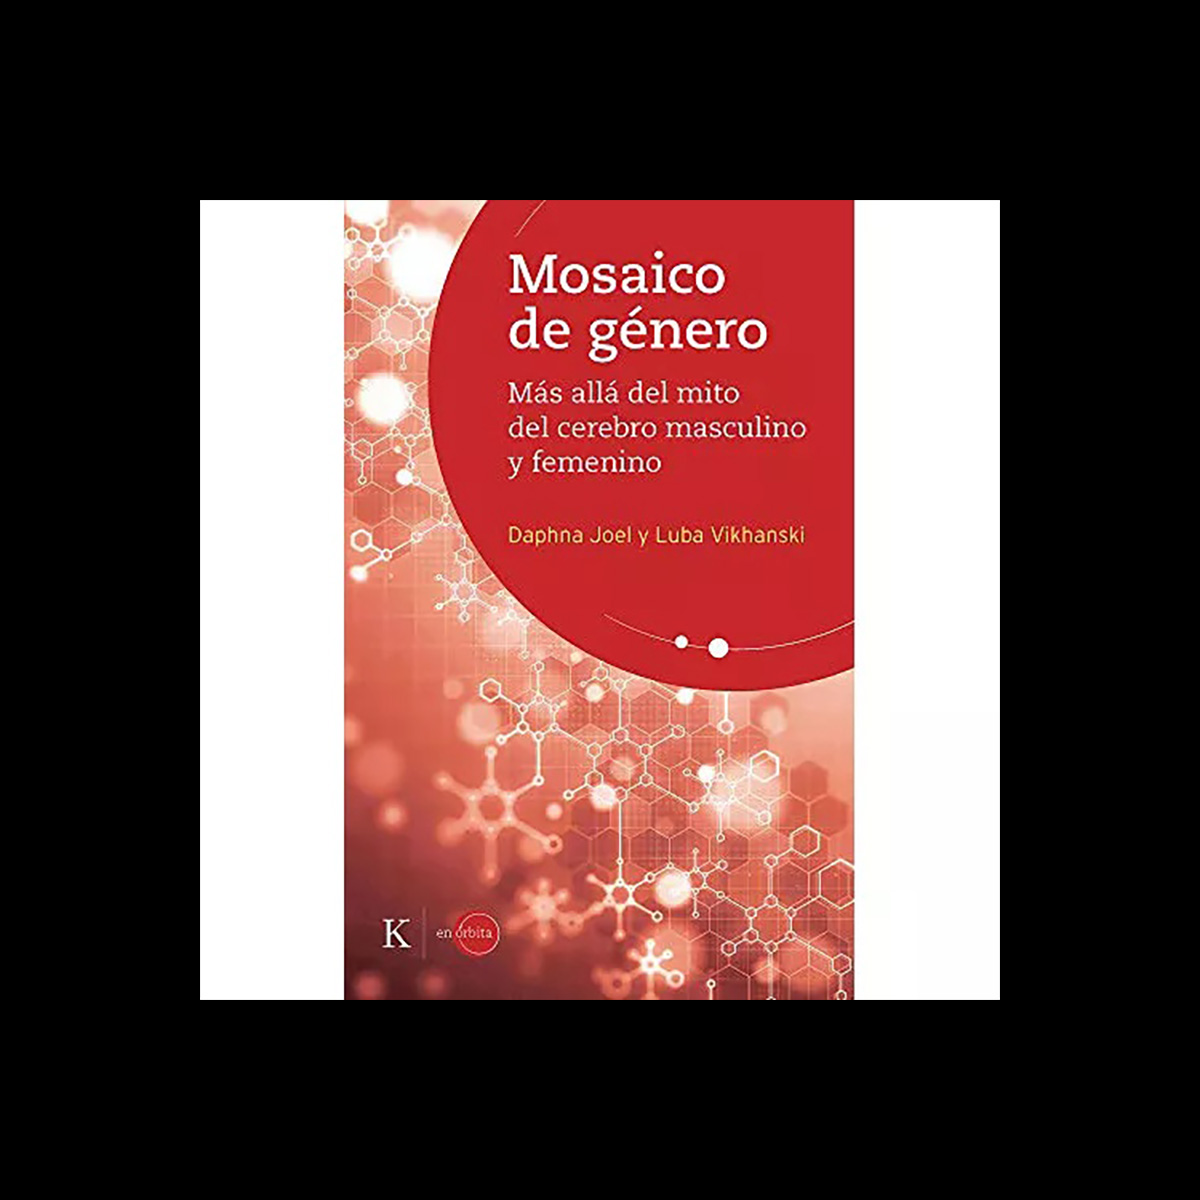 Mosaico
de género
Más allá del mito
del cerebro masculino
y femenino
Daphna Joel y Luba Vikhanski
K
en órbita